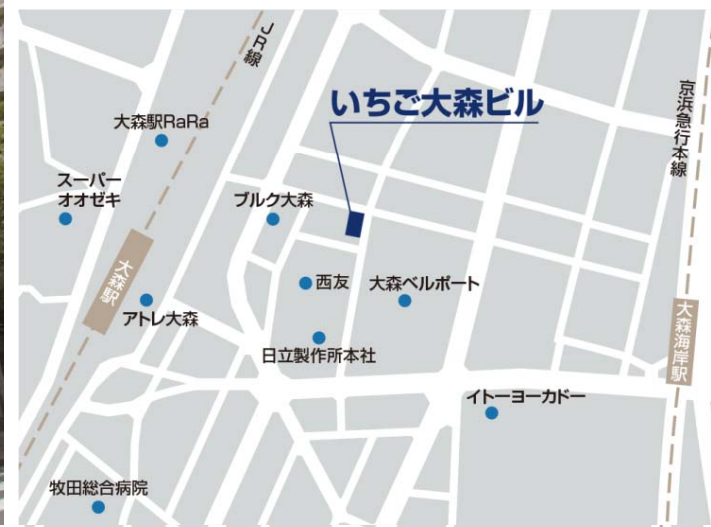 JR線
いちご大森ビル
京浜急行本線
大森駅RaRa
スーパー
オオゼキ
ブルク大森
大森駅
西友
大森ベルポート
アトレ大森
日立製作所本社
大森海岸駅
イトーヨーカドー
牧田総合病院